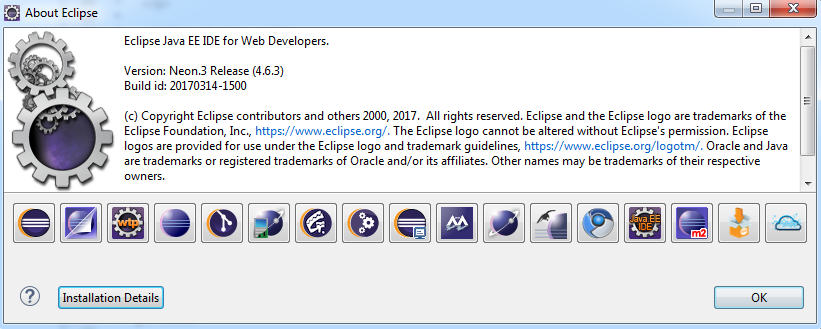 About Eclipse
Eclipse Java EE IDE for Web Developers.
Version: Neon.3 Release (4.6.3)
Build id: 20170314-1500
(c) Copyright Eclipse contributors and others 2000, 2017.  All rights reserved. Eclipse and the Eclipse logo are trademarks of the
Eclipse Foundation, Inc., https://www.eclipse.org/. The Eclipse logo cannot be altered without Eclipse's permission. Eclipse
logos are provided for use under the Eclipse logo and trademark guidelines, https://www.eclipse.org/logotm/. Oracle and Java
are trademarks or registered trademarks of Oracle and/or its affiliates. Other names may be trademarks of their respective
owners.
wtp
Java EE
IDE
m2
?
Installation Details
OK